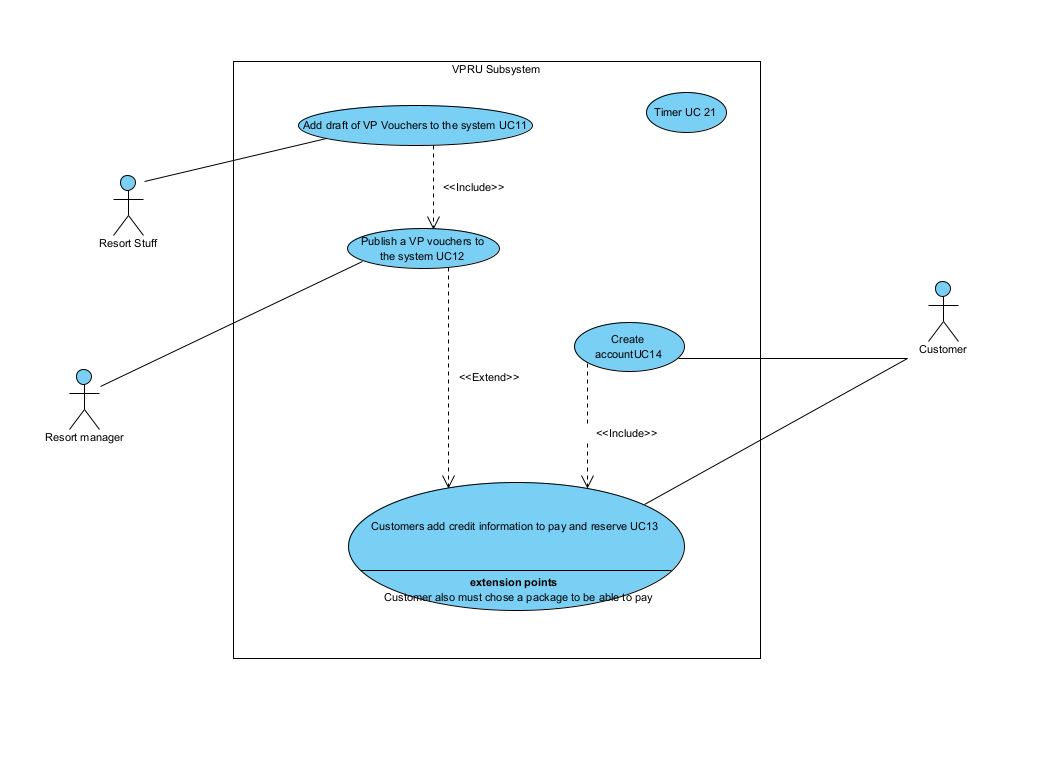 VPRU Subsystem
Timer UC 21
Add draft of VP Vouchers to the system UC11
<<Include>>
Resort Stuff
Publish a VP vouchers to
the system UC12
Create
accountUC14
Customer
<<Extend>>
Resort manager
<<Include>>
Customers add credit information to pay and reserve UC13
extension points
Customer also must chose a package to be able to pay